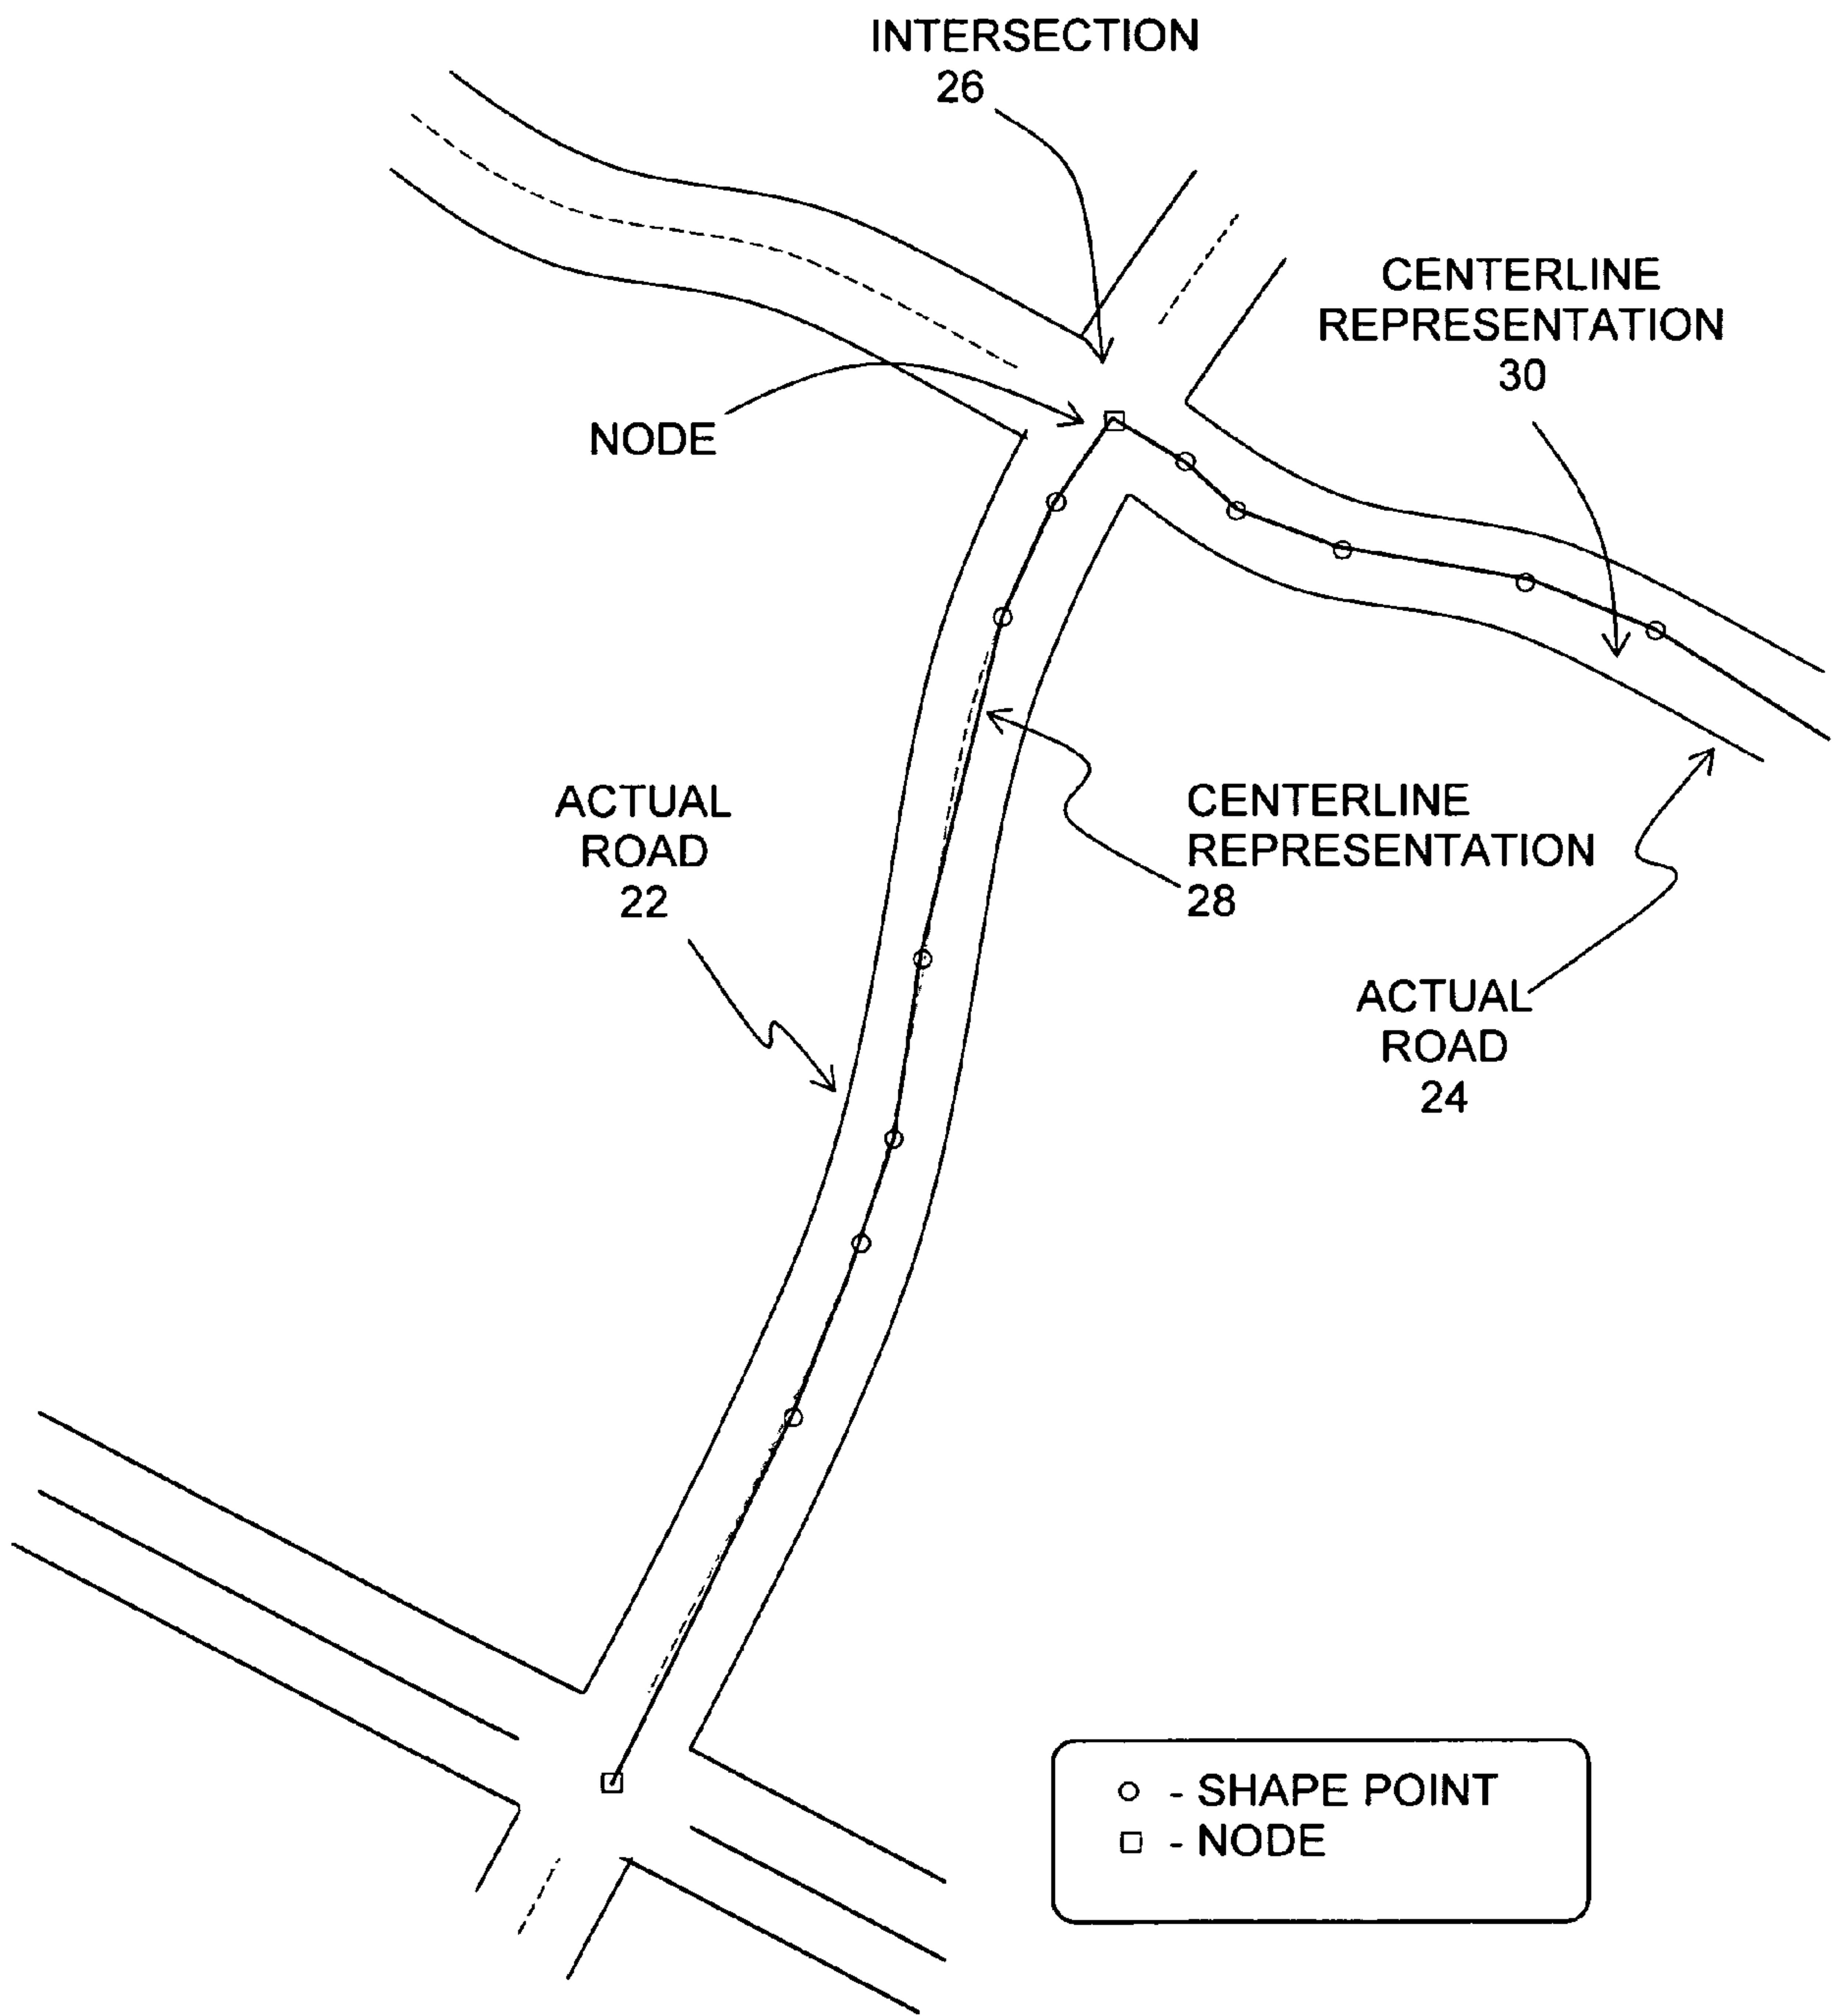 INTERSECTION
26
CENTERLINE
REPRESENTATION
30
NODE
ACTUAL
ROAD
22
CENTERLINE
REPRESENTATION
28
ACTUAL
ROAD
24
- SHAPE POINT
- NODE